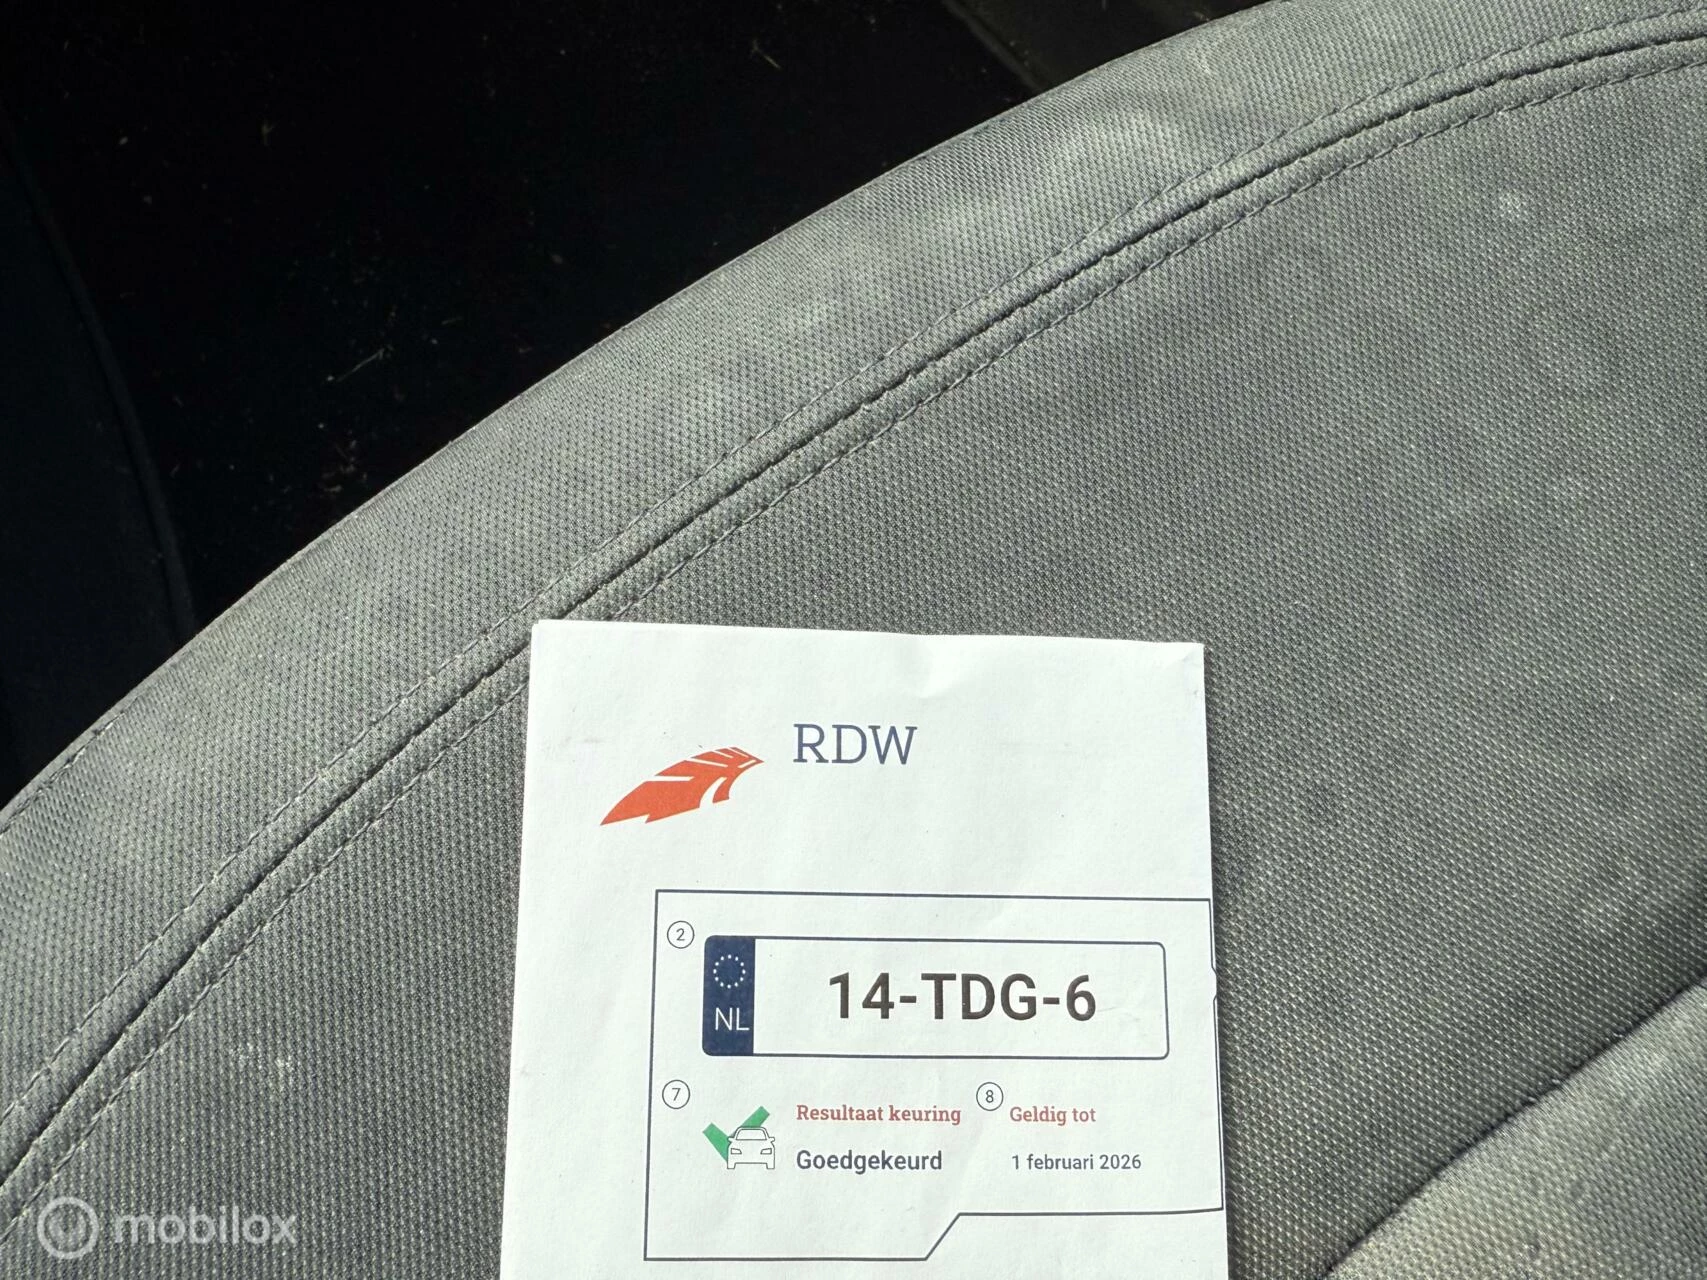 RDW
2
NL
14-TDG-6
7
Resultaat keuring
Goedgekeurd
8
Geldig tot
1 februari 2026
mobilox